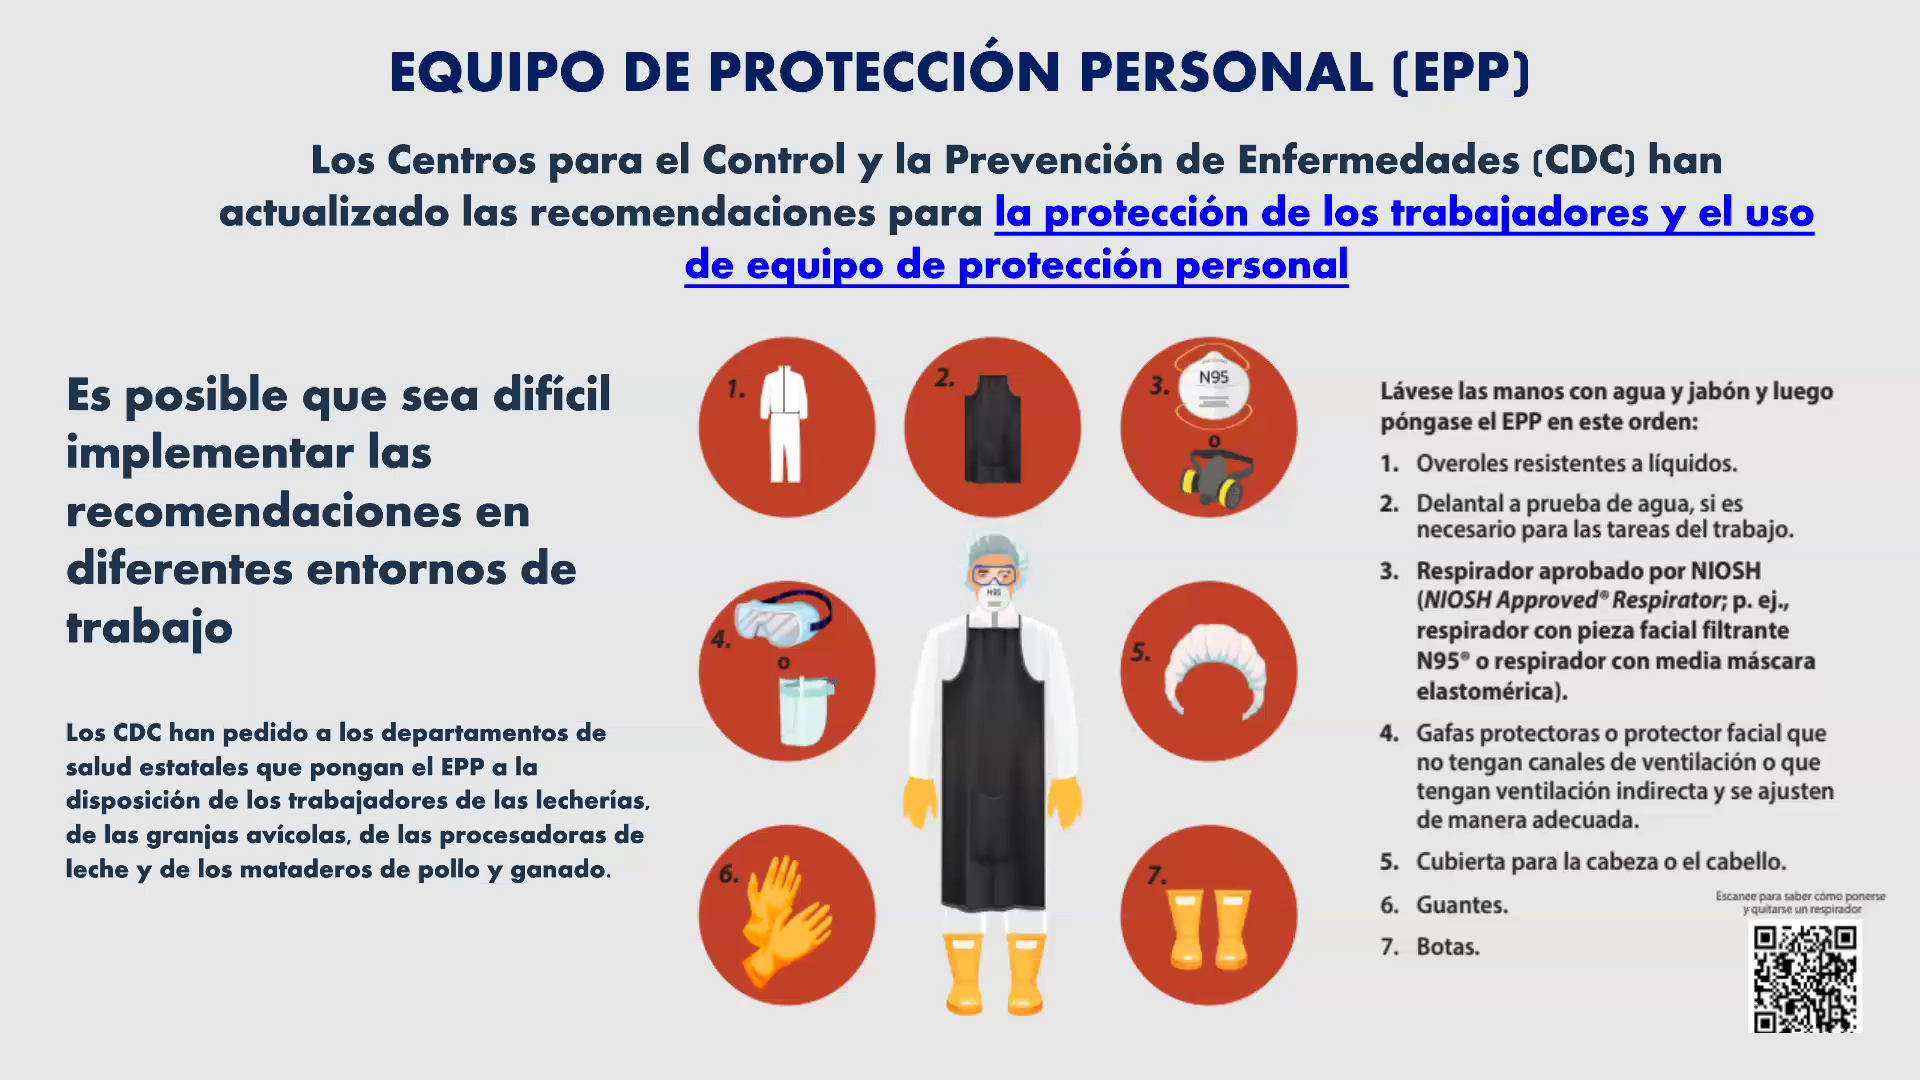 EQUIPO DE PROTECCIÓN PERSONAL (EPP)
Los Centros para el Control y la Prevención de Enfermedades (CDC) han
actualizado las recomendaciones para la protección de los trabajadores y el uso
de equipo de protección personal
Es posible que sea difícil
implementar las
recomendaciones en
diferentes entornos de
trabajo
Los CDC han pedido a los departamentos de
salud estatales que pongan el EPP a la
disposición de los trabajadores de las lecherías,
de las granjas avícolas, de las procesadoras de
leche y de los mataderos de pollo y ganado.
1.
2.
3.
N95
o
N95
4.
o
5.
6.
7.
Lávese las manos con agua y jabón y luego
póngase el EPP en este orden:
1. Overoles resistentes a líquidos.
2. Delantal a prueba de agua, si es
necesario para las tareas del trabajo.
3. Respirador aprobado por NIOSH
(NIOSH Approved® Respirator; p. ej.,
respirador con pieza facial filtrante
N95® o respirador con media máscara
elastomérica).
4. Gafas protectoras o protector facial que
no tengan canales de ventilación o que
tengan ventilación indirecta y se ajusten
de manera adecuada.
5. Cubierta para la cabeza o el cabello.
6. Guantes.
7. Botas.
Escanee para saber cómo ponerse
y quitarse un respirador